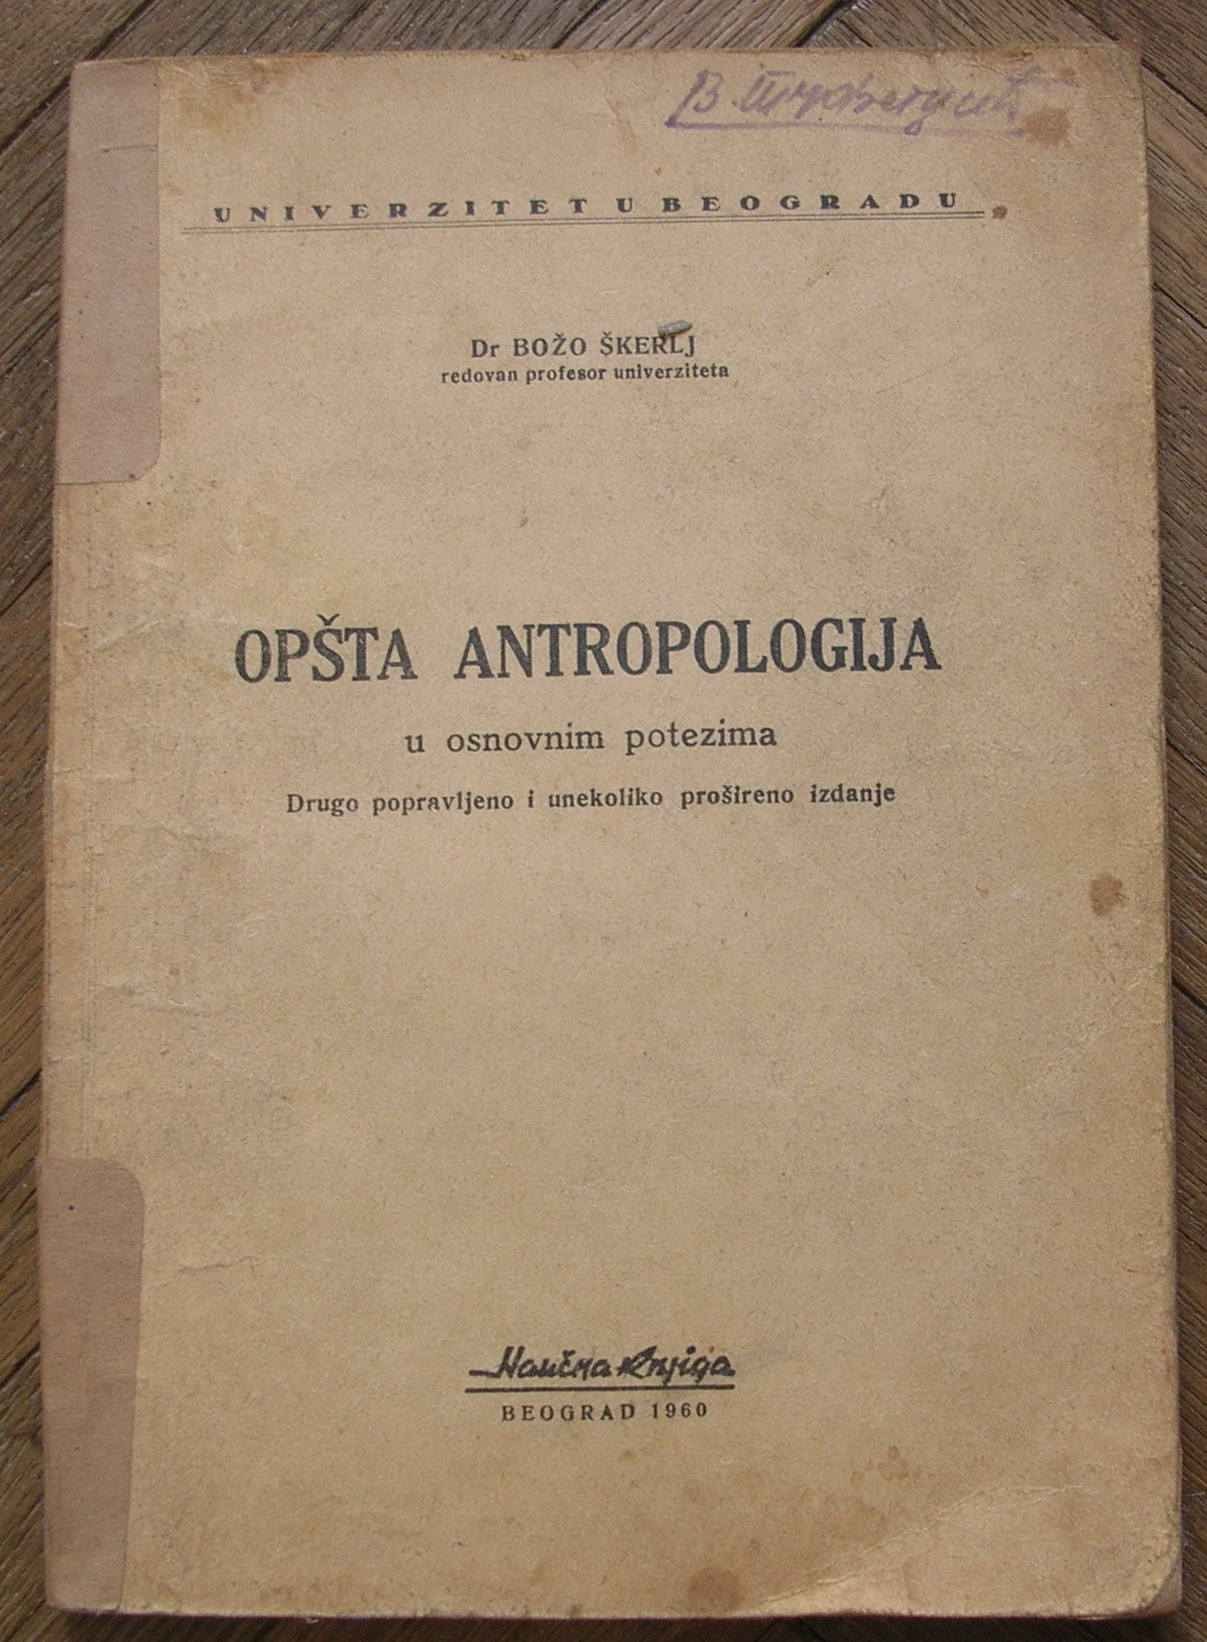 В.
UNIVERZITET U BEOGRADU
Dr BOŽO ŠKERLJ
redovan profesor univerziteta
OPŠTA ANTROPOLOGIJA
u osnovnim potezima
Drugo popravljeno i unekoliko prošireno izdanje
Naučna knjiga
BEOGRAD 1960